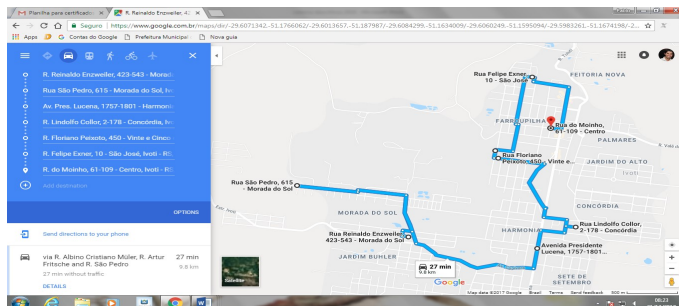 Planilha para certificado
R. Reinaldo Enzweiler, 43
Seguro
https://www.google.com.br/maps/dir/-29.6071342,-51.1766062/-29.6013657,-51.187987/-29.6084299,-51.1634009/-29.6060249,-51.1595094/-29.5983261,-51.1674198/-2...
Apps
Contas do Google
Prefeitura Municipal
Nova guia
R. Reinaldo Enzweiler, 423-543 - Morad
Rua São Pedro, 615 - Morada do Sol, Ivo
Av. Pres. Lucena, 1757-1801 - Harmoni
R. Lindolfo Collor, 2-178 - Concórdia, Iv
R. Floriano Peixoto, 450 - Vinte e Cinco
R. Felipe Exner, 10 - São José, Ivoti - RS
R. do Moinho, 61-109 - Centro, Ivoti - RS
Add destination
OPTIONS
Send directions to your phone
via R. Albino Cristiano Müler, R. Artur
Fritsche and R. São Pedro
27 min
9.8 km
27 min without traffic
DETAILS
Rua Felipe Exner,
10 - São José
FEITORIA NOVA
FARROUPILHA
Rua do Moinho,
61-109 - Centro
PALMARES
Rua Floriano
Peixoto, 450 - Vinte e...
JARDIM DO ALTO
Ivoti
Rua São Pedro, 615
- Morada do Sol
MORADA DO SOL
CONCÓRDIA
Rua Lindolfo Collor,
2-178 - Concórdia
HARMONIA
Rua Reinaldo Enzweiler,
423-543 - Morada do Sol
Avenida Presidente
Lucena, 1757-1801...
JARDIM BUHLER
27 min
9.8 km
SETE DE
SETEMBRO
Satellite
Google
Map data ©2017 Google
Brasil
Terms
Send feedback
500 m
08:23